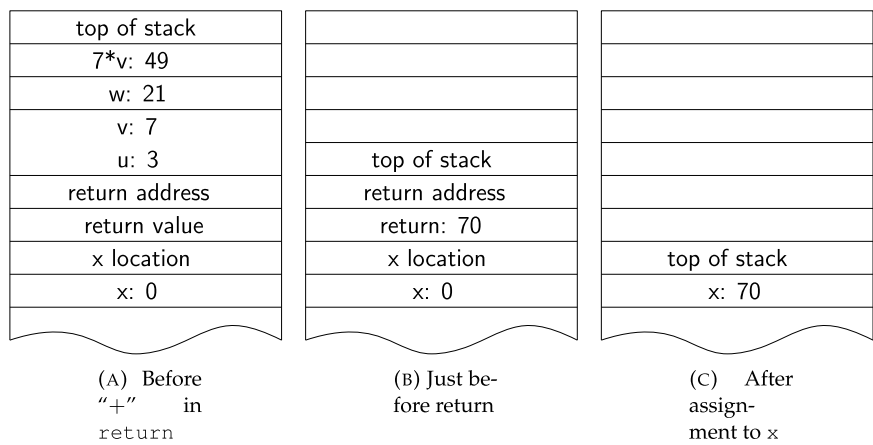 top of stack
7*v: 49
w: 21
v: 7
u: 3
return address
return value
x location
x: 0
(A) Before
“+” in
return
top of stack
return address
return: 70
x location
x: 0
(B) Just be-
fore return
top of stack
x: 70
(C) After
assign-
ment to x